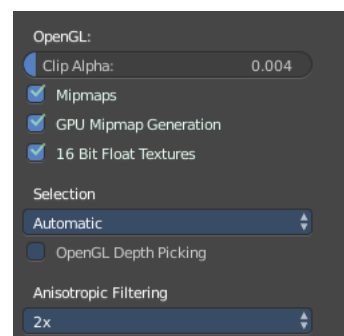 OpenGL:
Clip Alpha: 0.004
Mipmaps
GPU Mipmap Generation
16 Bit Float Textures
Selection
Automatic
OpenGL Depth Picking
Anisotropic Filtering
2x